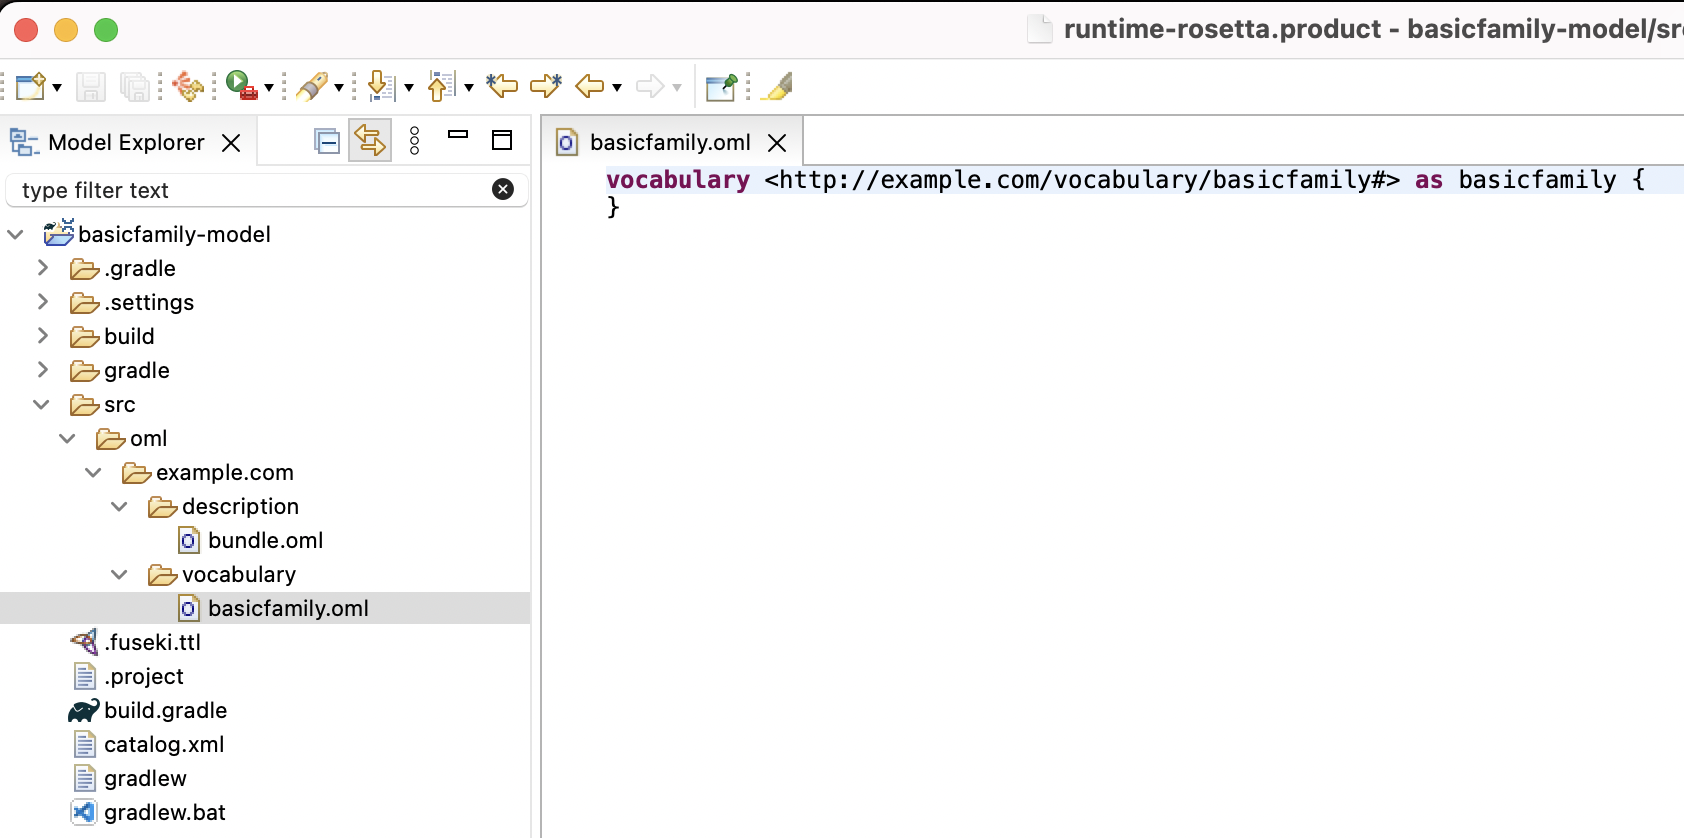 runtime-rosetta.product - basicfamily-model/sr
Model Explorer
basicfamily.oml
type filter text
vocabulary <http://example.com/vocabulary/basicfamily#> as basicfamily {
}
basicfamily-model
.gradle
.settings
build
gradle
src
oml
example.com
description
bundle.oml
vocabulary
basicfamily.oml
.fuseki.ttl
.project
build.gradle
catalog.xml
gradlew
gradlew.bat